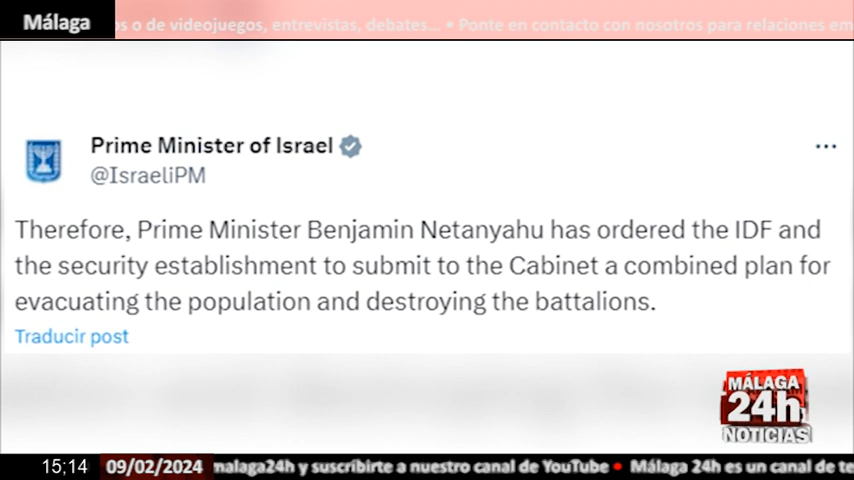 Málaga
s o de videojuegos, entrevistas, debates... • Ponte en contacto con nosotros para relaciones em
Prime Minister of Israel
@IsraeliPM
Therefore, Prime Minister Benjamin Netanyahu has ordered the IDF and
the security establishment to submit to the Cabinet a combined plan for
evacuating the population and destroying the battalions.
Traducir post
MÁLAGA
24h
NOTICIAS
15:14 09/02/2024 malaga24h y suscribirte a nuestro canal de YouTube • Málaga 24h es un canal de te